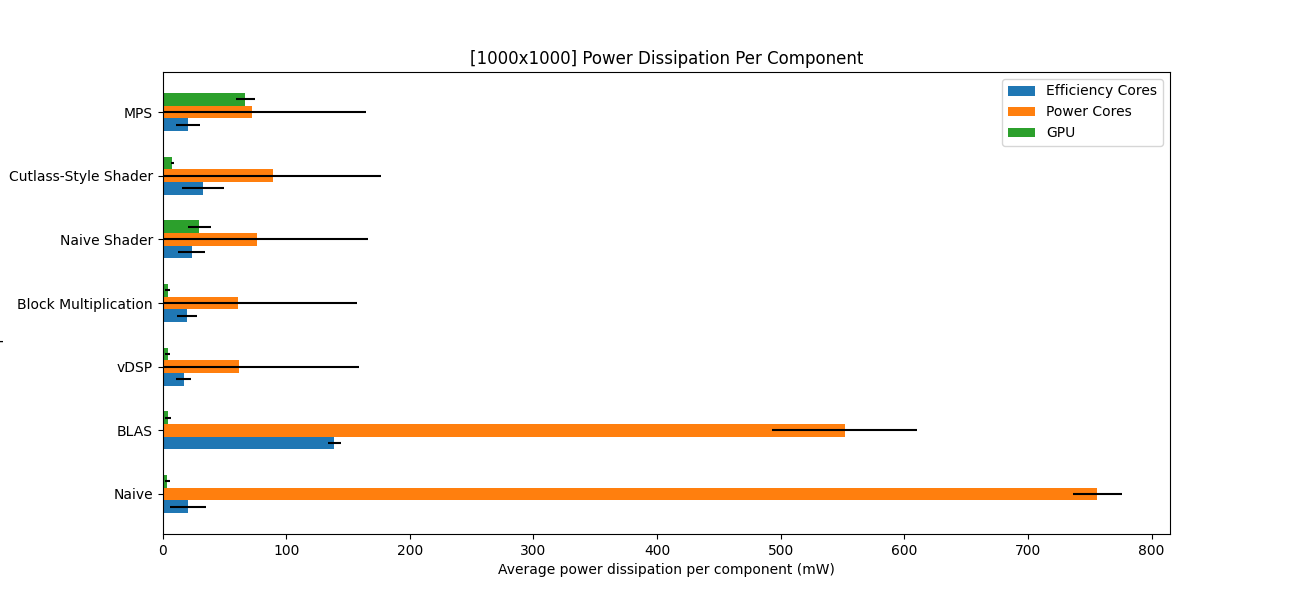 [1000x1000] Power Dissipation Per Component
Efficiency Cores
Power Cores
GPU
MPS
Cutlass-Style Shader
Naive Shader
Block Multiplication
vDSP
BLAS
Naive
0 100 200 300 400 500 600 700 800
Average power dissipation per component (mW)